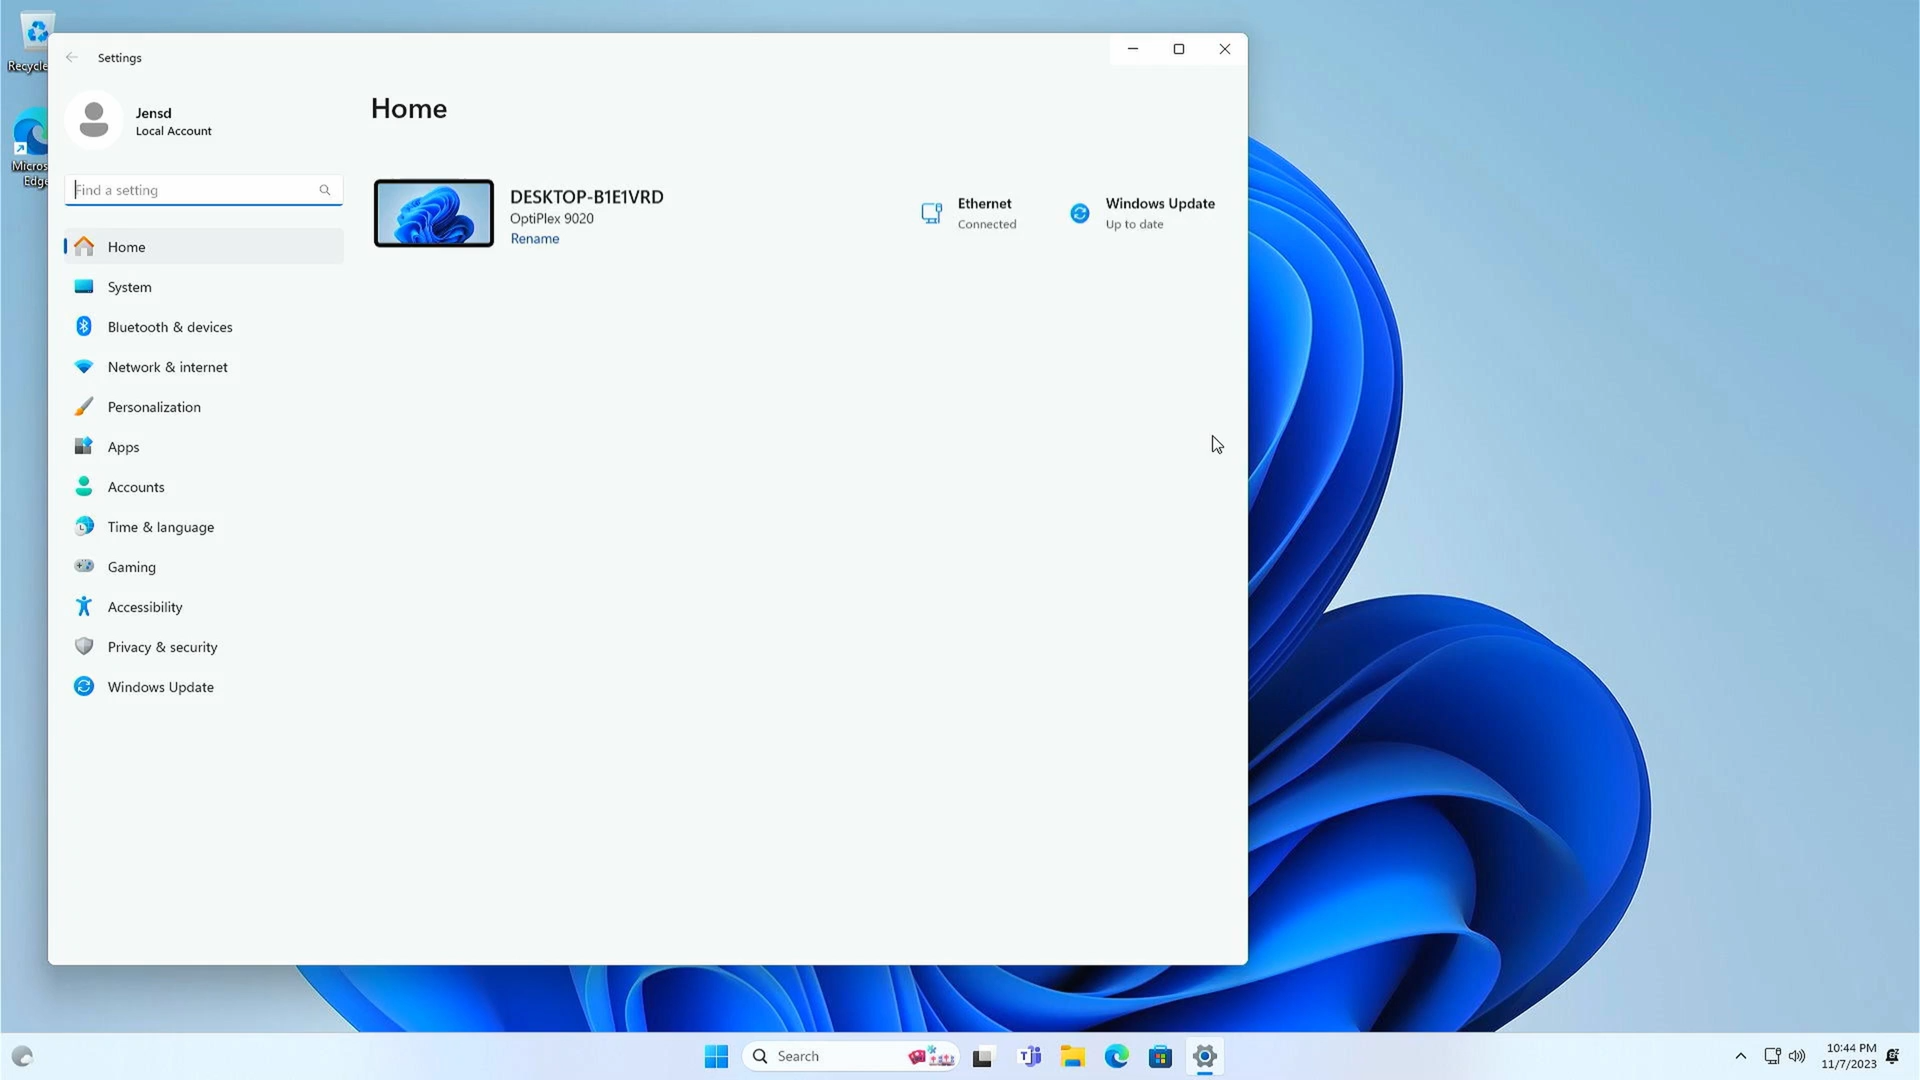 Recycle
Micros
Edge
Settings
Jensd
Local Account
Find a setting
Home
System
Bluetooth & devices
Network & internet
Personalization
Apps
Accounts
Time & language
Gaming
Accessibility
Privacy & security
Windows Update
Home
DESKTOP-B1E1VRD
OptiPlex 9020
Rename
Ethernet
Connected
Windows Update
Up to date
Search
10:44 PM
11/7/2023